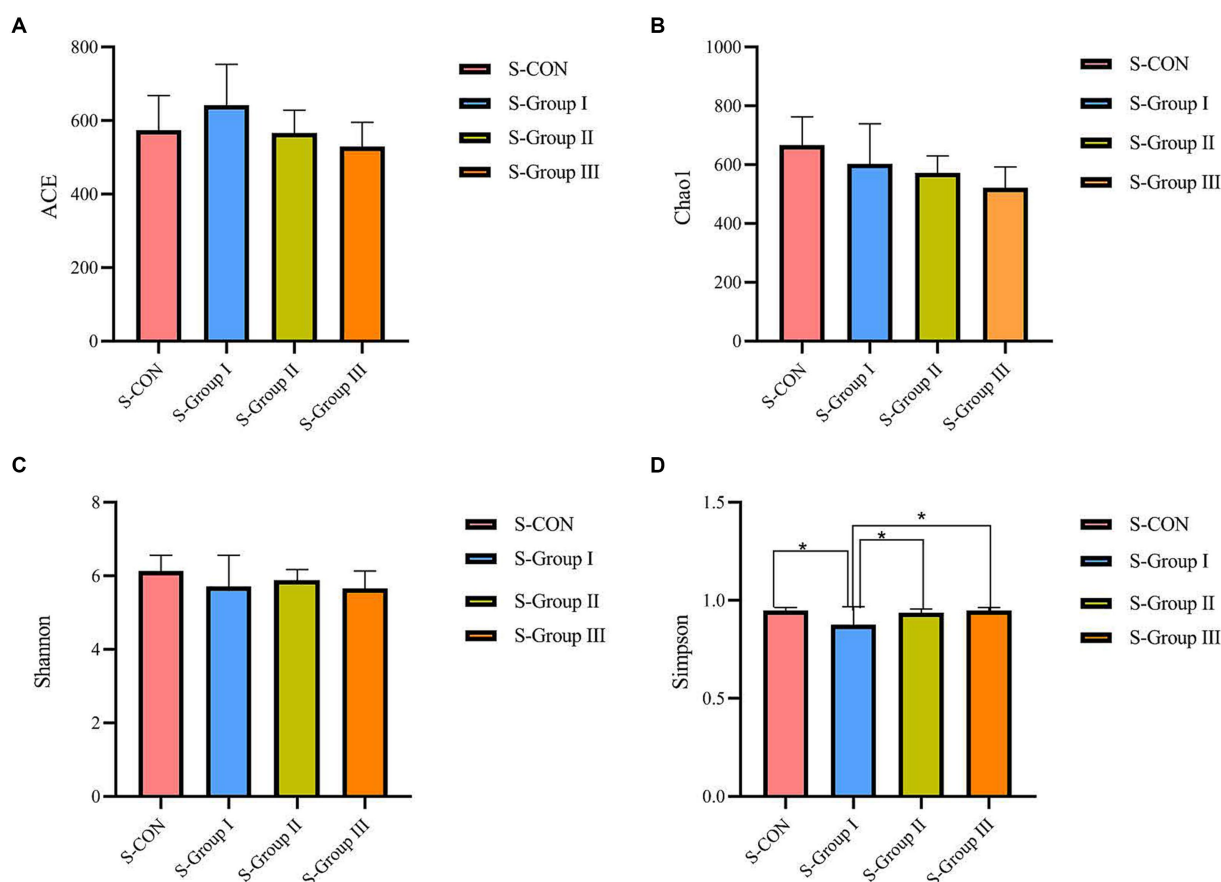 A
800
600
400
200
0
ACE
S-CON
S-Group I
S-Group II
S-Group III
S-CON
S-Group I
S-Group II
S-Group III
B
1000
800
600
400
200
0
Chao1
S-CON
S-Group I
S-Group II
S-Group III
S-CON
S-Group I
S-Group II
S-Group III
C
8
6
4
2
0
Shannon
S-CON
S-Group I
S-Group II
S-Group III
S-CON
S-Group I
S-Group II
S-Group III
D
1.5
1.0
0.5
0.0
Simpson
*
*
*
S-CON
S-Group I
S-Group II
S-Group III
S-CON
S-Group I
S-Group II
S-Group III